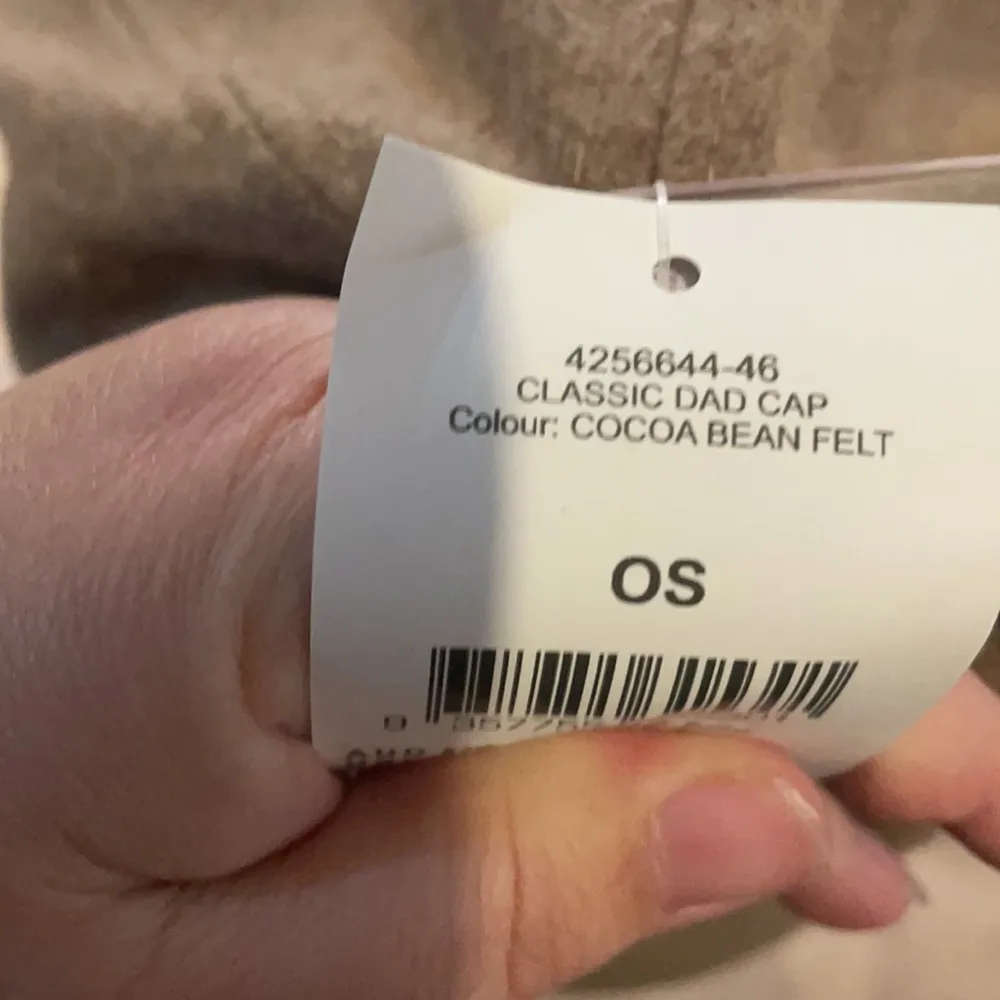 4256644-46
CLASSIC DAD CAP
Colour: COCOA BEAN FELT
OS